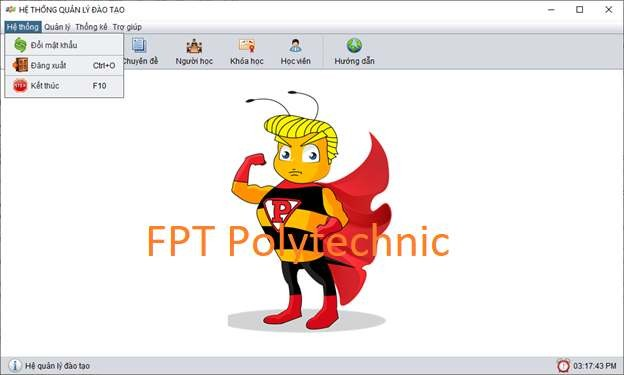 HỆ THỐNG QUẢN LÝ ĐÀO TẠO
Hệ thống Quản lý Thống kê Trợ giúp
Đổi mật khẩu
Đăng xuất Ctrl+O
Kết thúc F10
Chuyên đề Người học Khóa học Học viên Hướng dẫn
P
FPT Polytechnic
Hệ quản lý đào tạo
03:17:43 PM